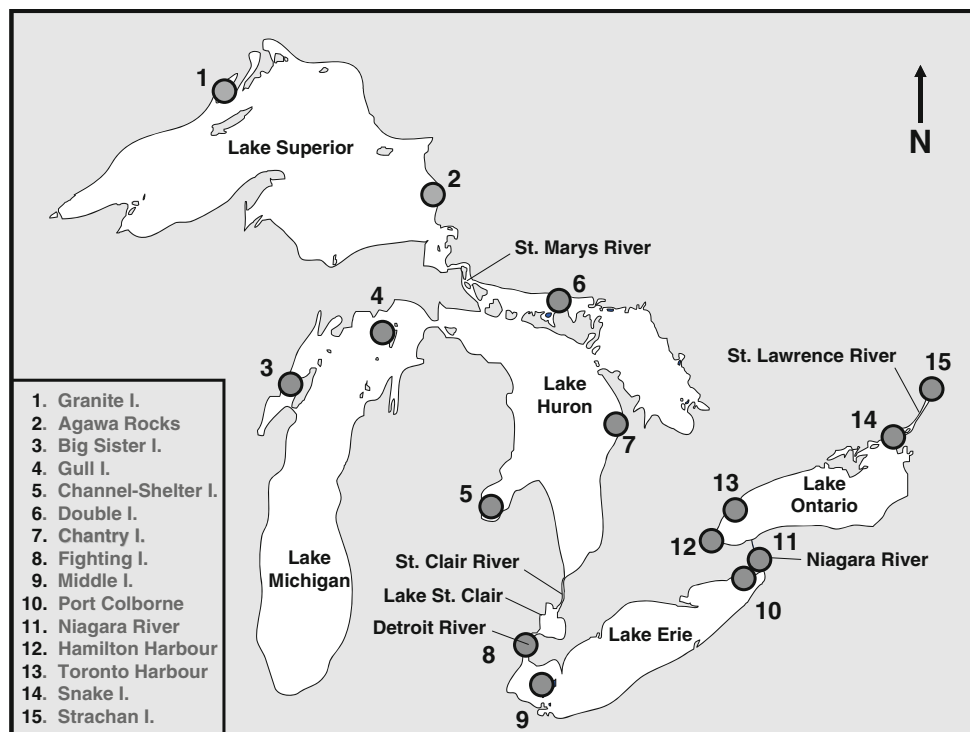 1
Lake Superior
N
2
St. Marys River
6
4
3
St. Lawrence River
15
Lake
Huron
7
14
5
13
Lake
Ontario
12
11
Niagara River
10
Lake
Michigan
St. Clair River
Lake St. Clair
Detroit River
8
Lake Erie
9
1. Granite I.
2. Agawa Rocks
3. Big Sister I.
4. Gull I.
5. Channel-Shelter I.
6. Double I.
7. Chantry I.
8. Fighting I.
9. Middle I.
10. Port Colborne
11. Niagara River
12. Hamilton Harbour
13. Toronto Harbour
14. Snake I.
15. Strachan I.